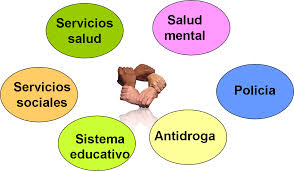 Servicios
salud
Salud
mental
Servicios
sociales
Policía
Sistema
educativo
Antidroga